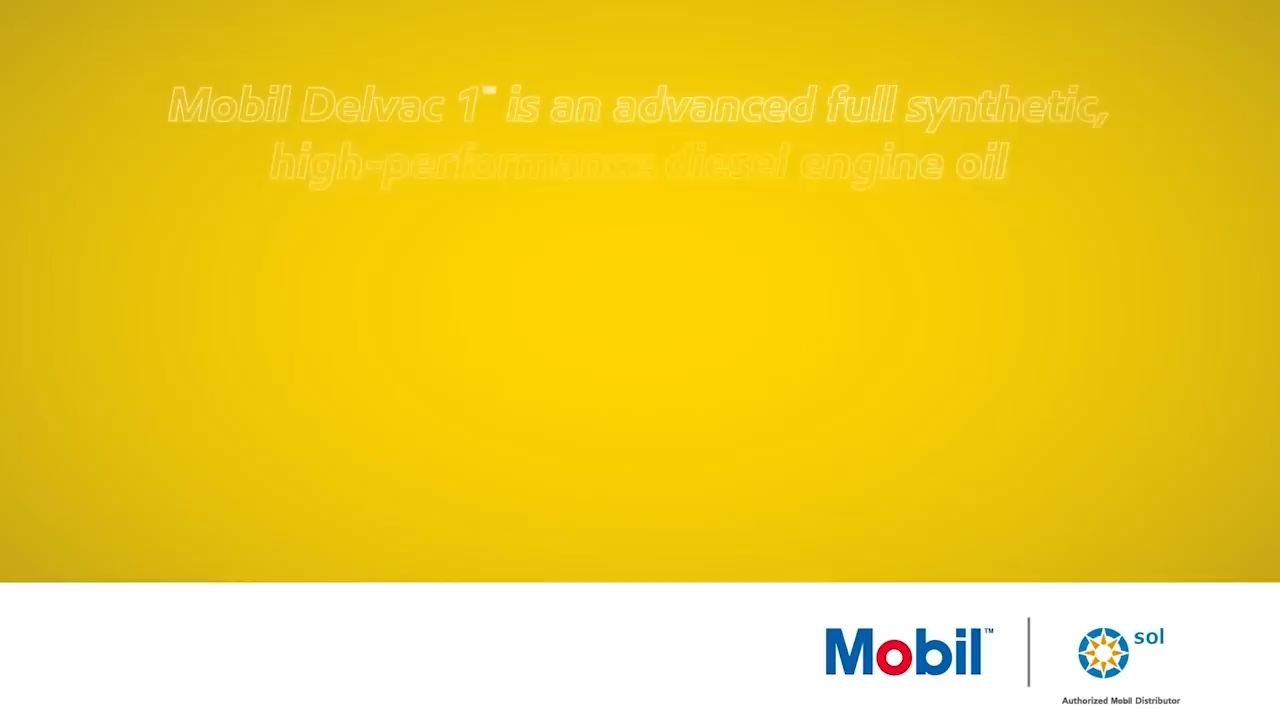 Mobil Delvac 1™ is an advanced full synthetic,
high-performance diesel engine oil
Mobil™
sol
Authorized Mobil Distributor